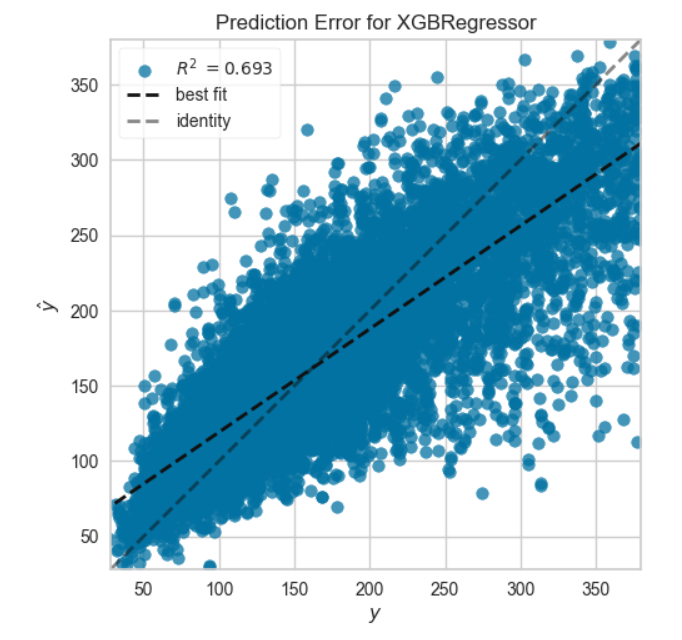 Prediction Error for XGBRegressor
R² = 0.693
best fit
identity
350
300
250
200
150
100
50
ŷ
50 100 150 200 250 300 350
y